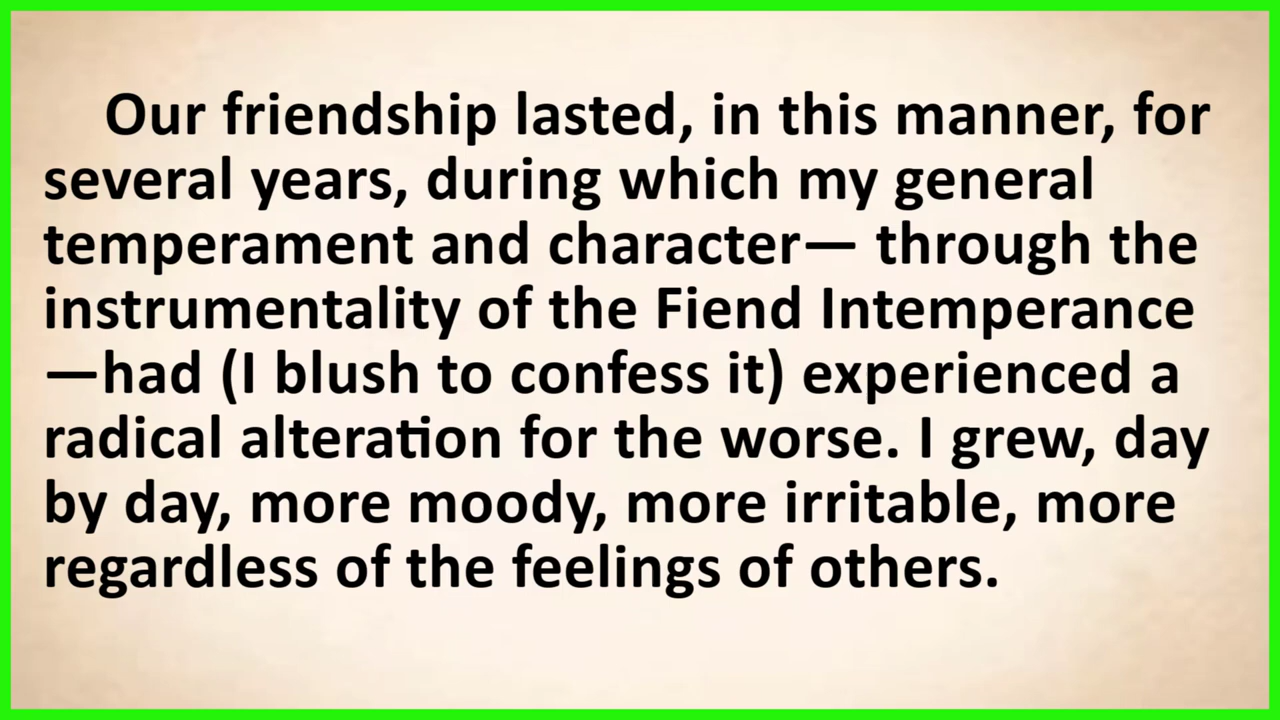 Our friendship lasted, in this manner, for
several years, during which my general
temperament and character— through the
instrumentality of the Fiend Intemperance
—had (I blush to confess it) experienced a
radical alteration for the worse. I grew, day
by day, more moody, more irritable, more
regardless of the feelings of others.